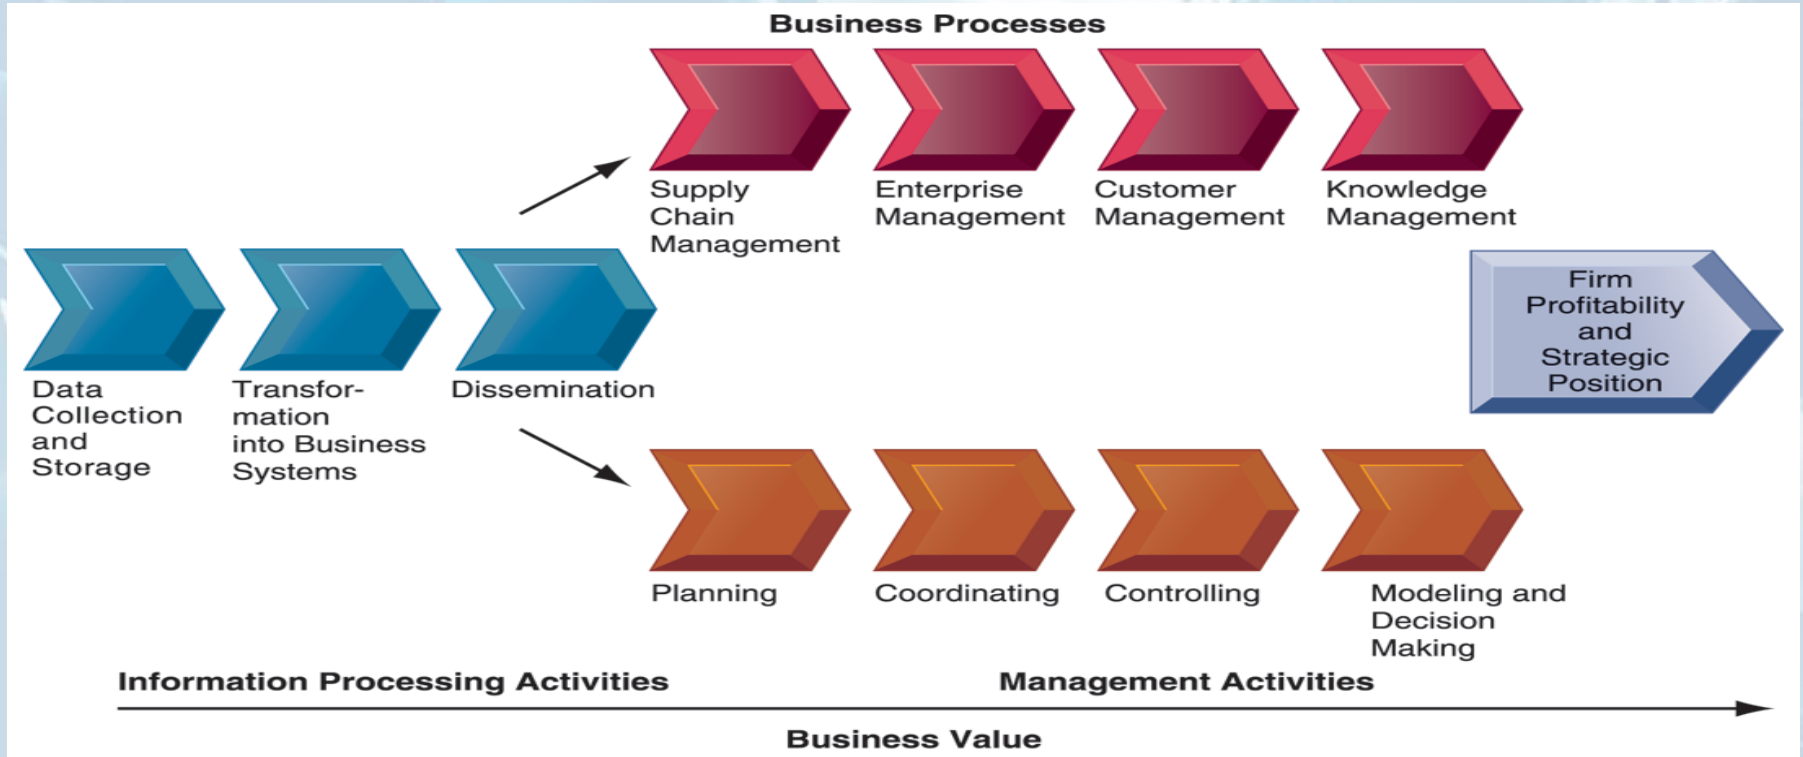 Business Processes
Supply
Chain
Management
Enterprise
Management
Customer
Management
Knowledge
Management
Data
Collection
and
Storage
Transfor-
mation
into Business
Systems
Dissemination
Firm
Profitability
and
Strategic
Position
Planning
Coordinating
Controlling
Modeling and
Decision
Making
Information Processing Activities
Management Activities
Business Value